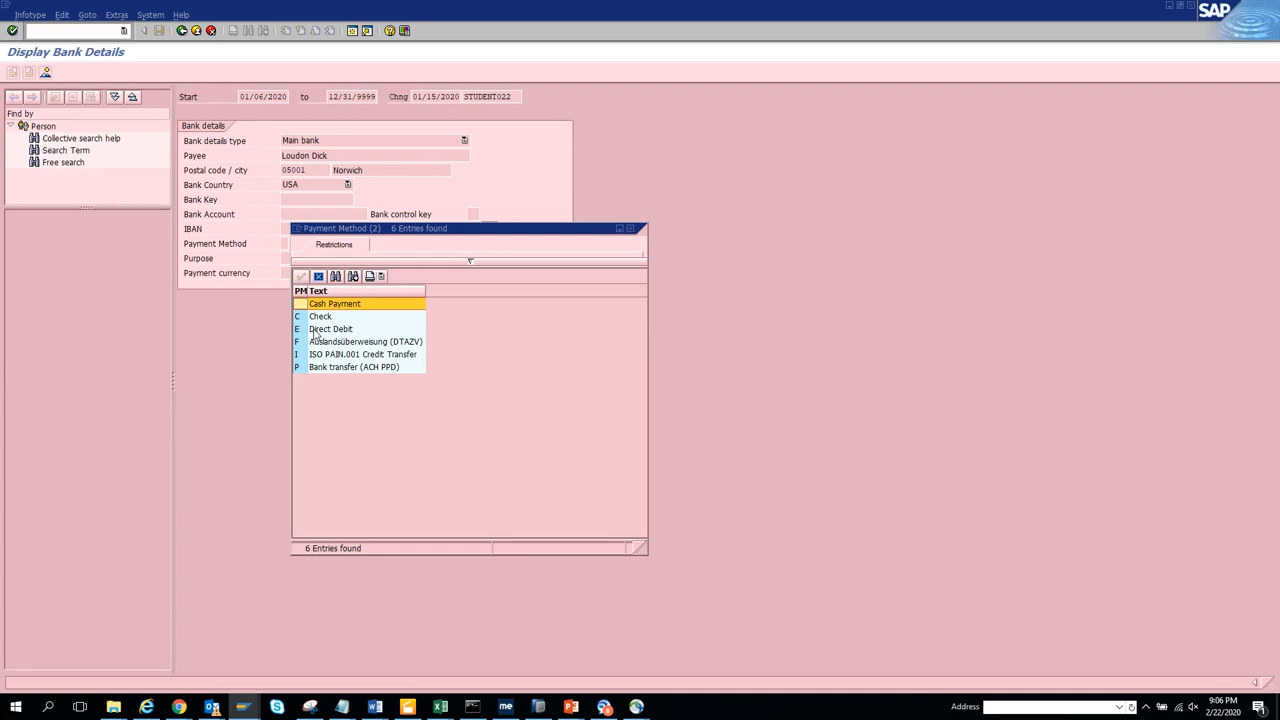 Infotype Edit Goto Extras System Help
SAP
Display Bank Details
Start 01/06/2020 to 12/31/9999 Chng 01/15/2020 STUDENT022
Find by
Person
Collective search help
Search Term
Free search
Bank details
Bank details type Main bank
Payee Loudon Dick
Postal code / city 05001 Norwich
Bank Country USA
Bank Key
Bank Account Bank control key
IBAN
Payment Method
Purpose
Payment currency
Payment Method (2) 6 Entries found
Restrictions
PM Text
Cash Payment
C Check
E Direct Debit
F Auslandsüberweisung (DTAZV)
I ISO PAIN.001 Credit Transfer
P Bank transfer (ACH PPD)
6 Entries found
me
Address
9:06 PM
2/22/2020